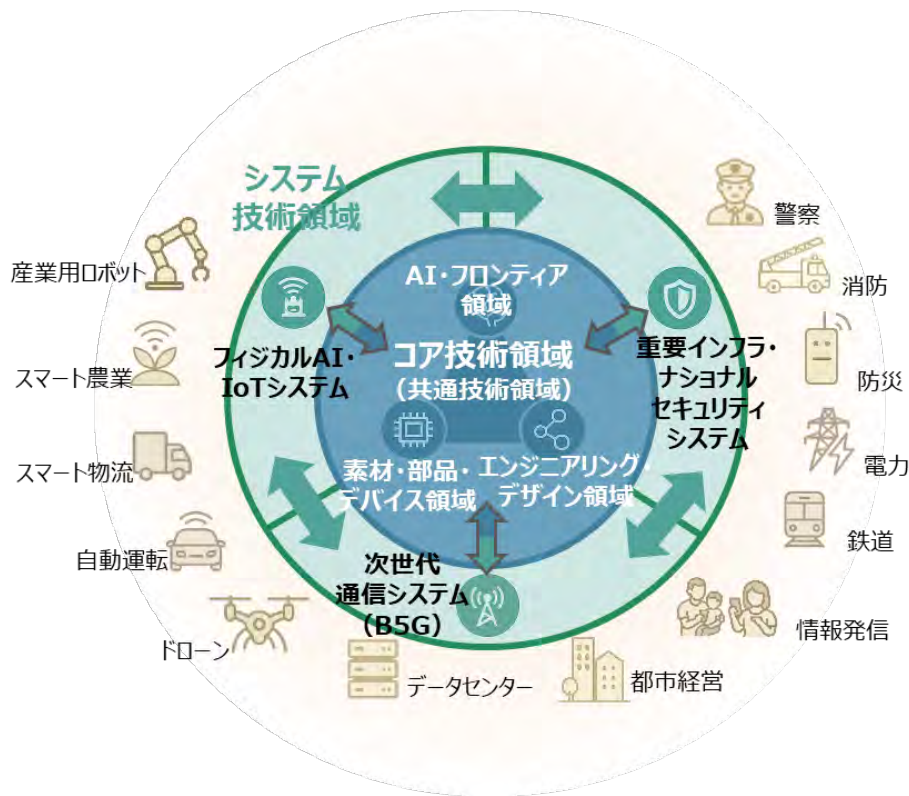 システム
技術領域
警察
産業用ロボット
消防
AI・フロンティア
領域
コア技術領域
(共通技術領域)
フィジカルAI・
IoTシステム
重要インフラ・
ナショナル
セキュリティ
システム
スマート農業
防災
スマート物流
電力
素材・部品・
デバイス領域
エンジニアリング・
デザイン領域
自動運転
鉄道
次世代
通信システム
(B5G)
ドローン
情報発信
データセンター
都市経営